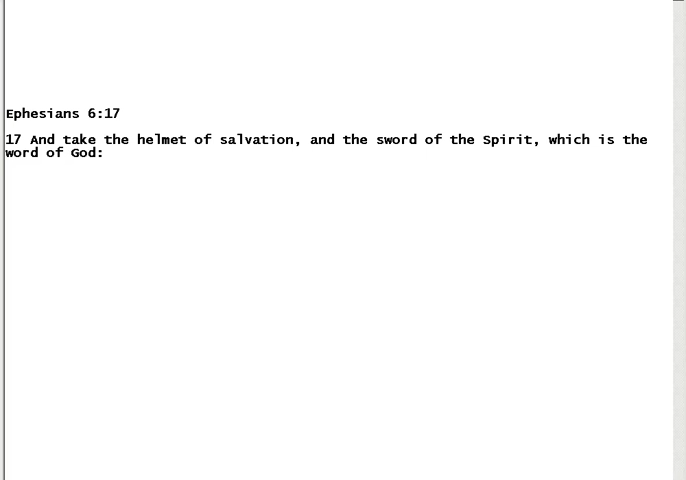 Ephesians 6:17
17 And take the helmet of salvation, and the sword of the Spirit, which is the
word of God: